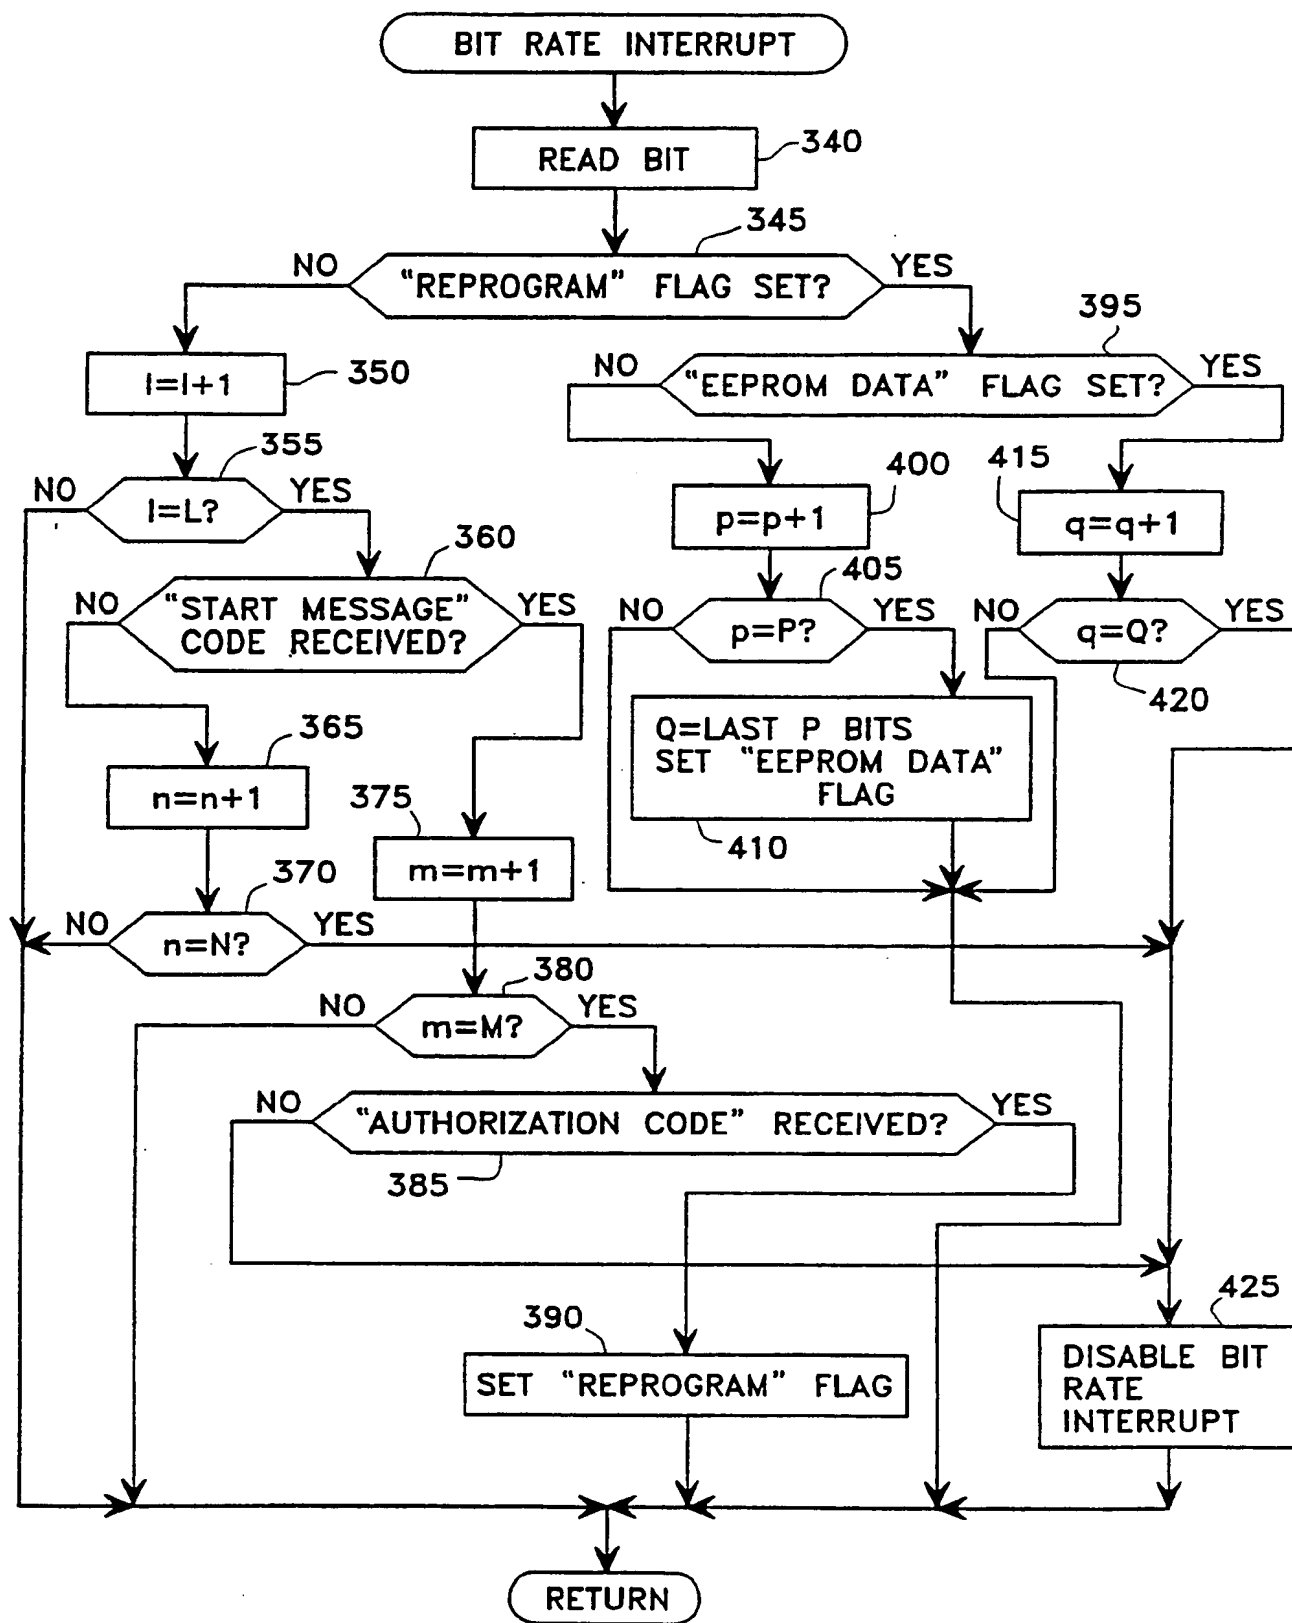 BIT RATE INTERRUPT
READ BIT
340
345
NO
"REPROGRAM" FLAG SET?
YES
395
l=l+1
350
NO
"EEPROM DATA" FLAG SET?
YES
355
400
415
NO
l=L?
YES
p=p+1
q=q+1
360
405
NO
"START MESSAGE"
CODE RECEIVED?
YES
NO
p=P?
YES
NO
q=Q?
YES
420
365
Q=LAST P BITS
SET "EEPROM DATA"
FLAG
n=n+1
375
410
m=m+1
370
NO
n=N?
YES
380
NO
m=M?
YES
NO
"AUTHORIZATION CODE" RECEIVED?
YES
385
390
425
SET "REPROGRAM" FLAG
DISABLE BIT
RATE
INTERRUPT
RETURN